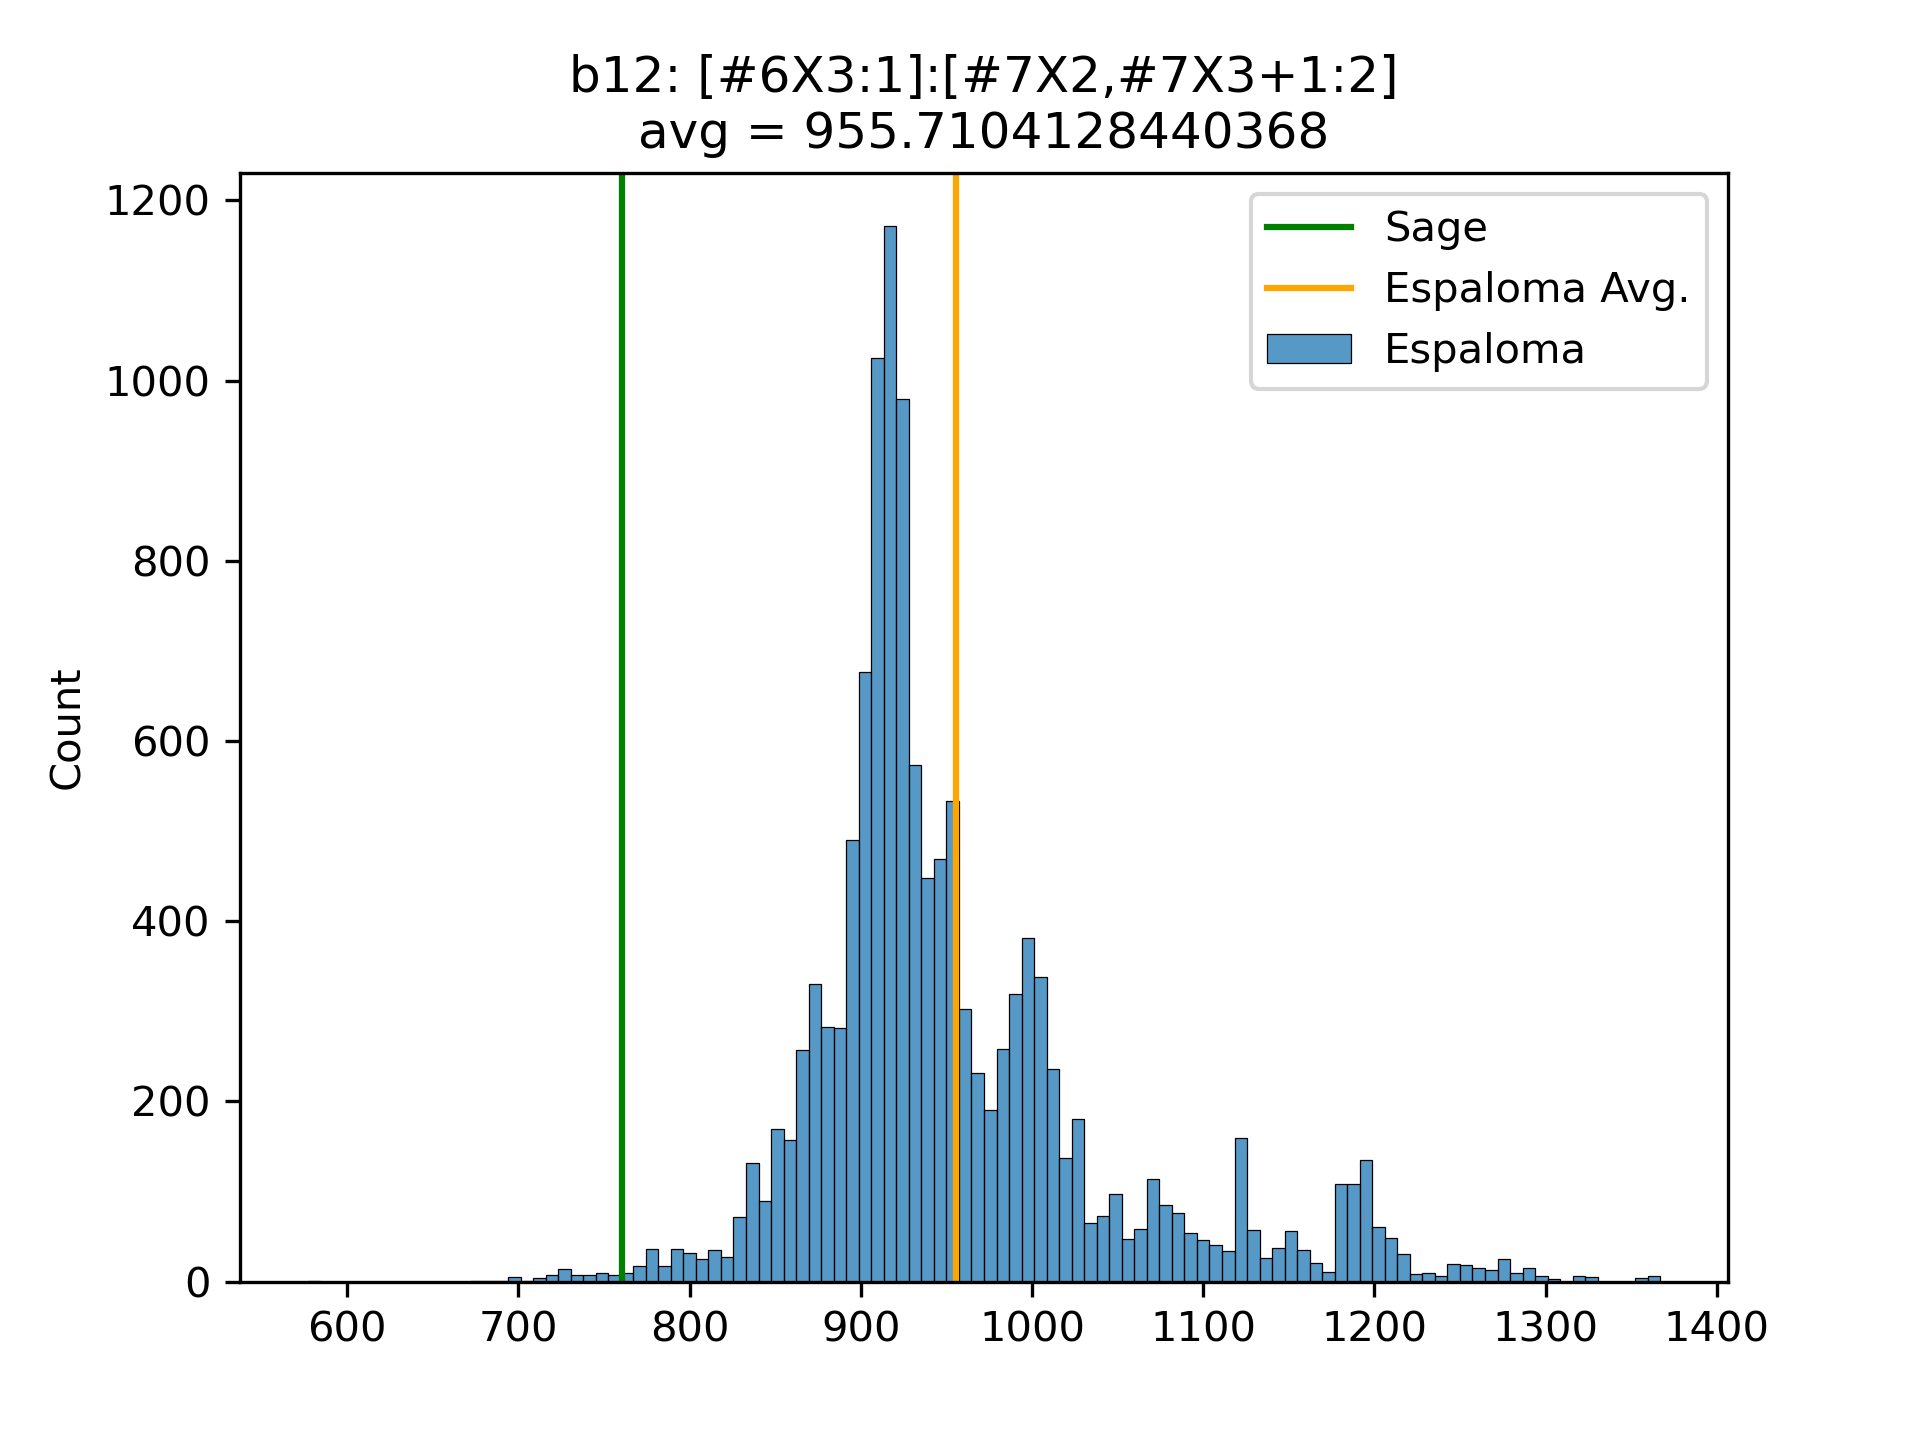 b12: [#6X3:1]:[#7X2,#7X3+1:2]
avg = 955.7104128440368
Sage
Espaloma Avg.
Espaloma
Count
1200
1000
800
600
400
200
0
600 700 800 900 1000 1100 1200 1300 1400